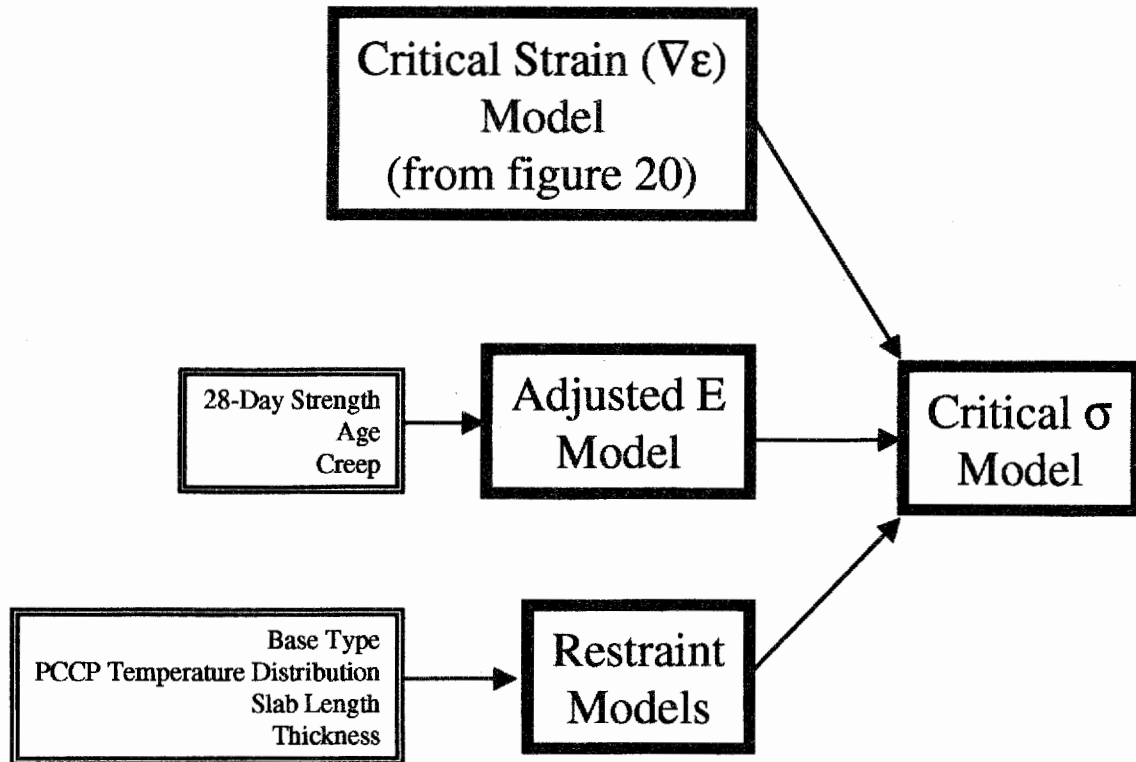 Critical Strain (∇ε)
Model
(from figure 20)
28-Day Strength
Age
Creep
Adjusted E
Model
Critical σ
Model
Base Type
PCCP Temperature Distribution
Slab Length
Thickness
Restraint
Models